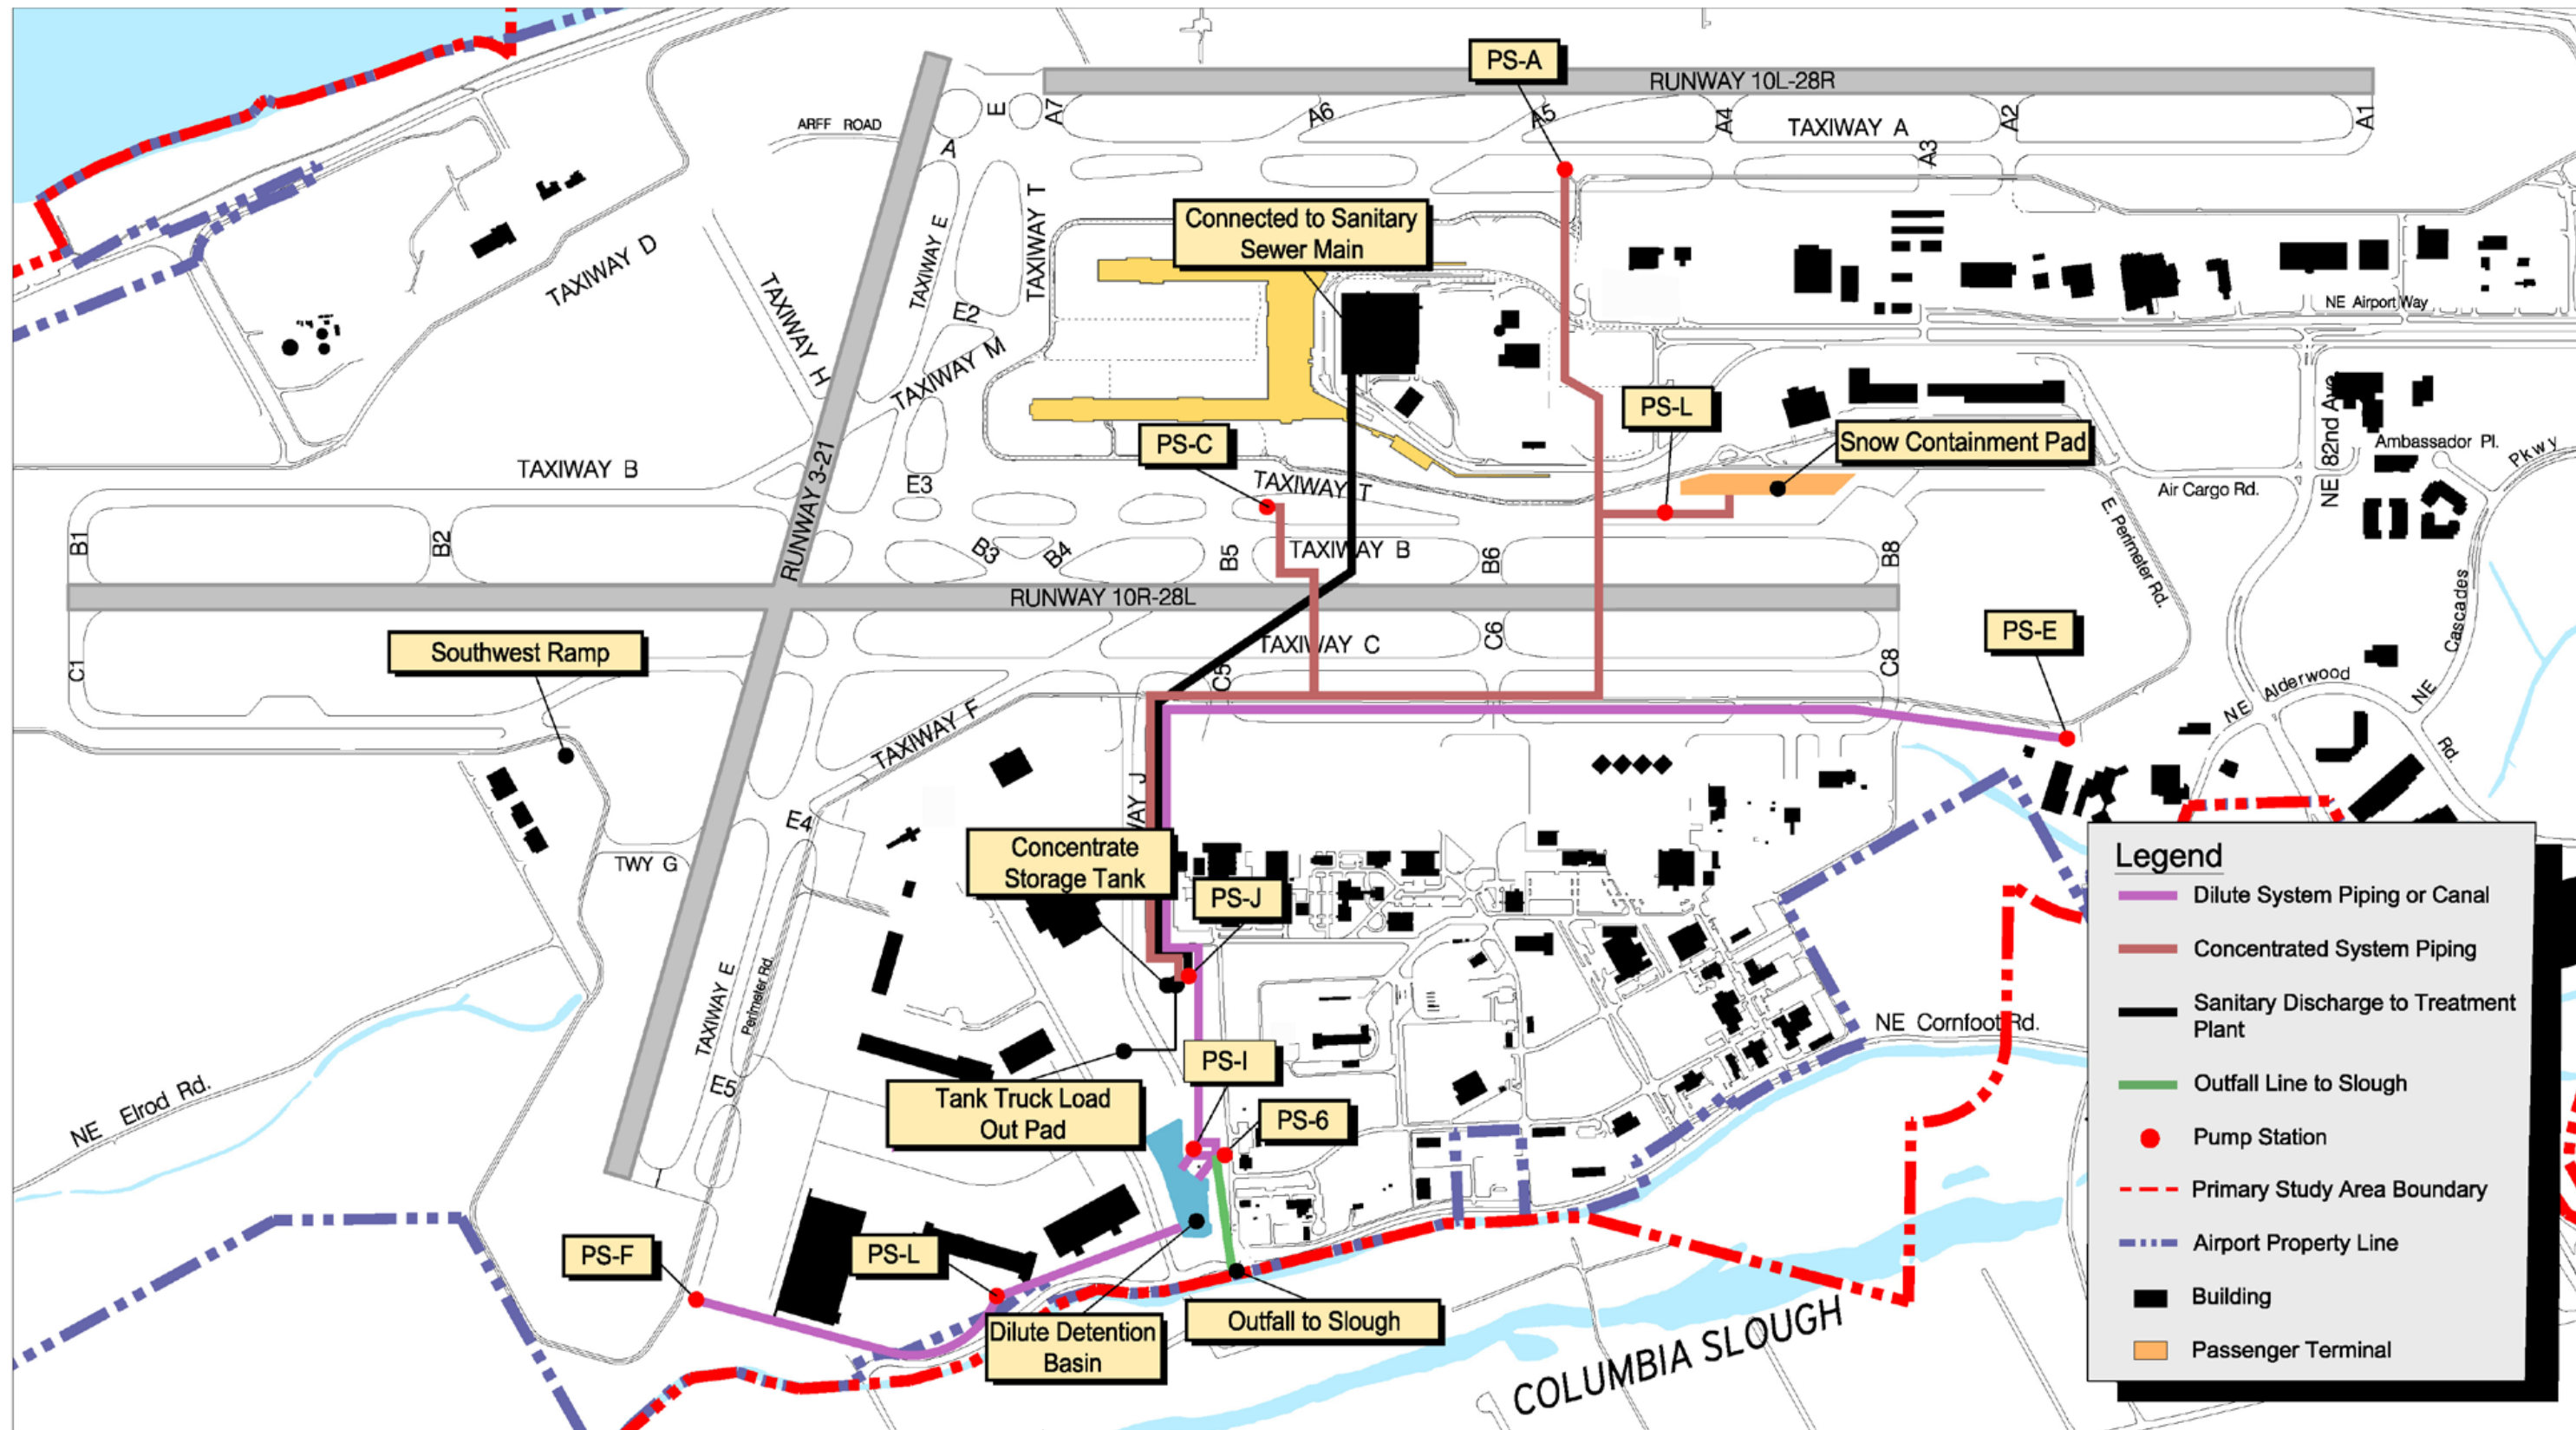 PS-A
RUNWAY 10L-28R
E
A7
A6
A5
A4
TAXIWAY A
A2
A1
ARFF ROAD
A
A3
TAXIWAY T
Connected to Sanitary
Sewer Main
TAXIWAY D
TAXIWAY E
TAXIWAY H
E2
NE Airport Way
TAXIWAY M
PS-L
NE 82nd Ave
PS-C
Snow Containment Pad
Ambassador Pl.
Pkwy
TAXIWAY B
RUNWAY 3-21
E3
TAXIWAY T
Air Cargo Rd.
E. Perimeter Rd.
B1
B2
B3
B4
B5
TAXIWAY B
B6
B8
RUNWAY 10R-28L
Cascades
PS-E
Southwest Ramp
C1
TAXIWAY C
C6
C5
C8
Alderwood
NE
NE
Rd.
TAXIWAY F
WAY J
E4
TWY G
Concentrate
Storage Tank
PS-J
Legend
Dilute System Piping or Canal
Concentrated System Piping
Sanitary Discharge to Treatment
Plant
Outfall Line to Slough
Pump Station
Primary Study Area Boundary
Airport Property Line
Building
Passenger Terminal
TAXIWAY E
Perimeter Rd.
NE Cornfoot Rd.
PS-I
E5
NE Elrod Rd.
Tank Truck Load
Out Pad
PS-6
PS-F
PS-L
Dilute Detention
Basin
Outfall to Slough
COLUMBIA SLOUGH